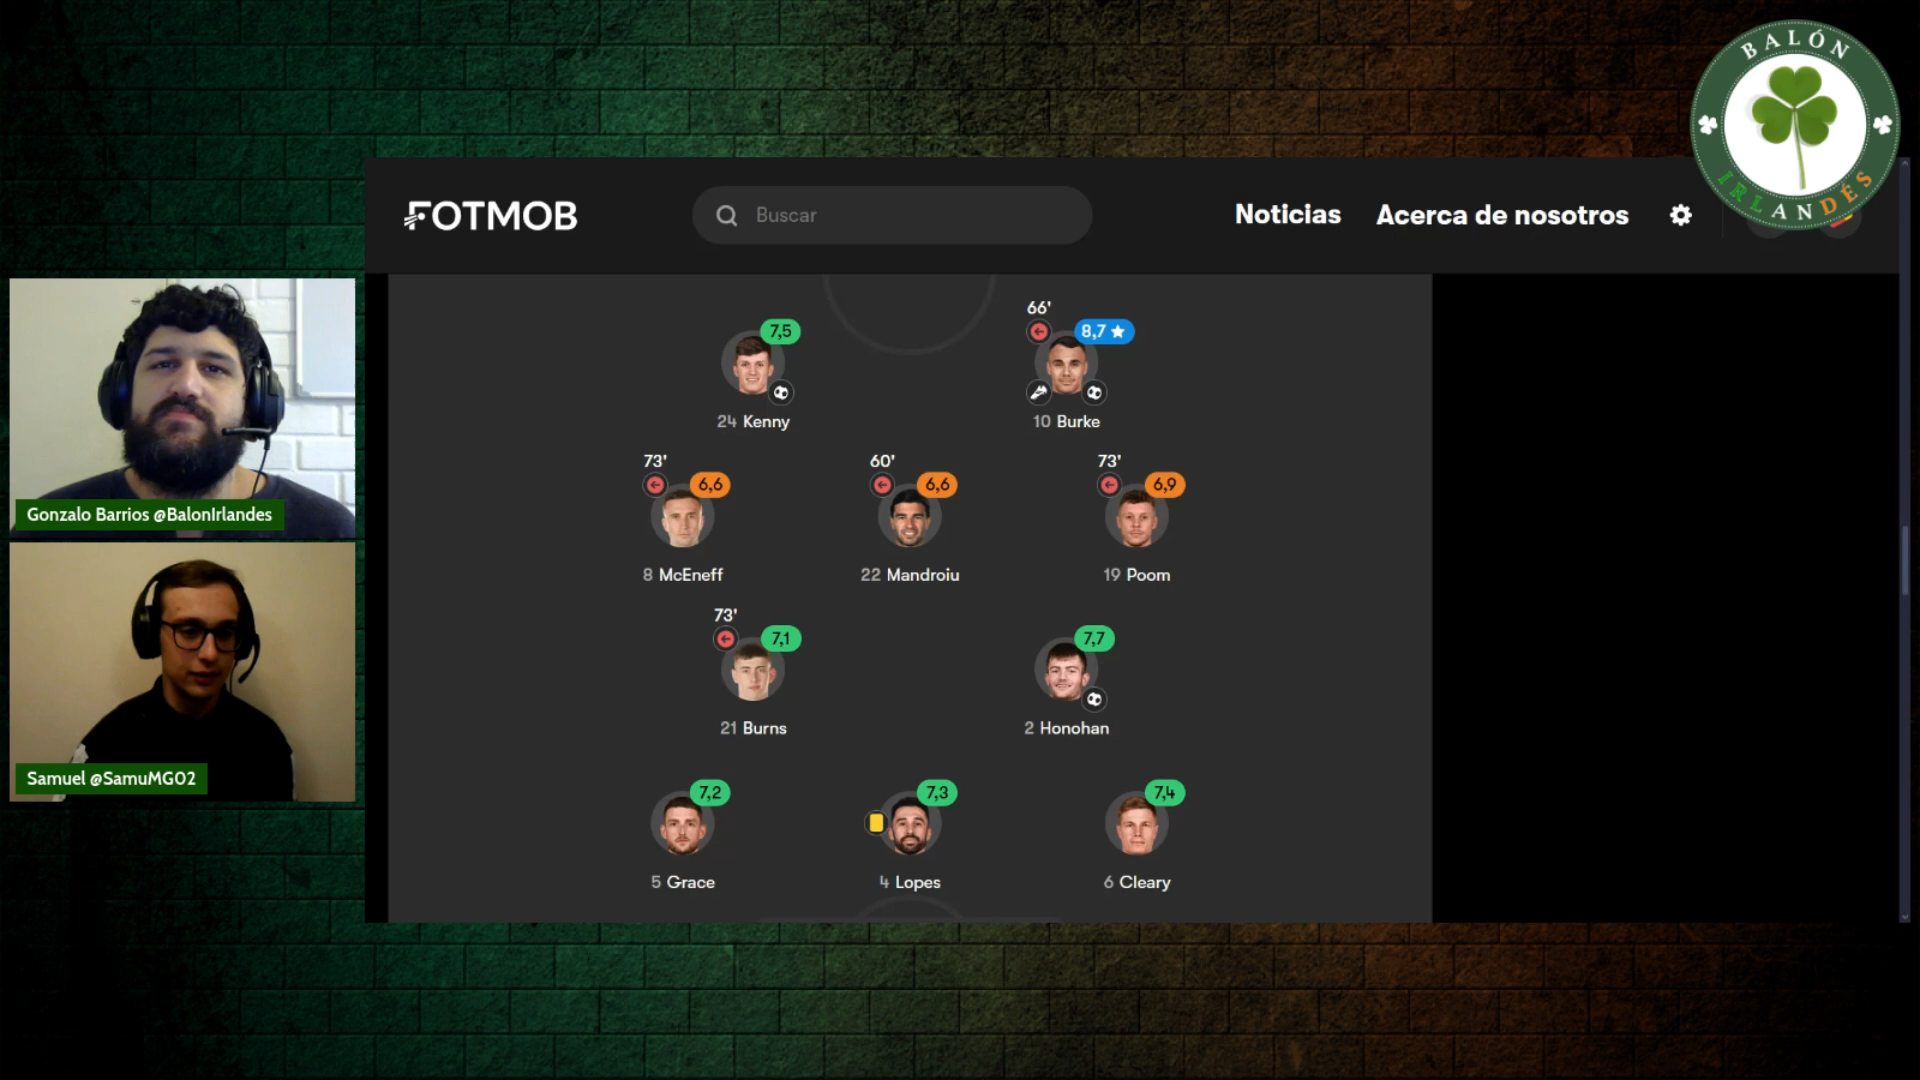 BALÓN
IRLANDÉS
FOTMOB
Buscar
Noticias
Acerca de nosotros
66'
7,5
8,7
24 Kenny
10 Burke
73'
60'
73'
6,6
6,6
6,9
8 McEneff
22 Mandroiu
19 Poom
73'
7,1
7,7
21 Burns
2 Honohan
7,2
7,3
7,4
5 Grace
4 Lopes
6 Cleary
Gonzalo Barrios @BalonIrlandes
Samuel @SamuMG02